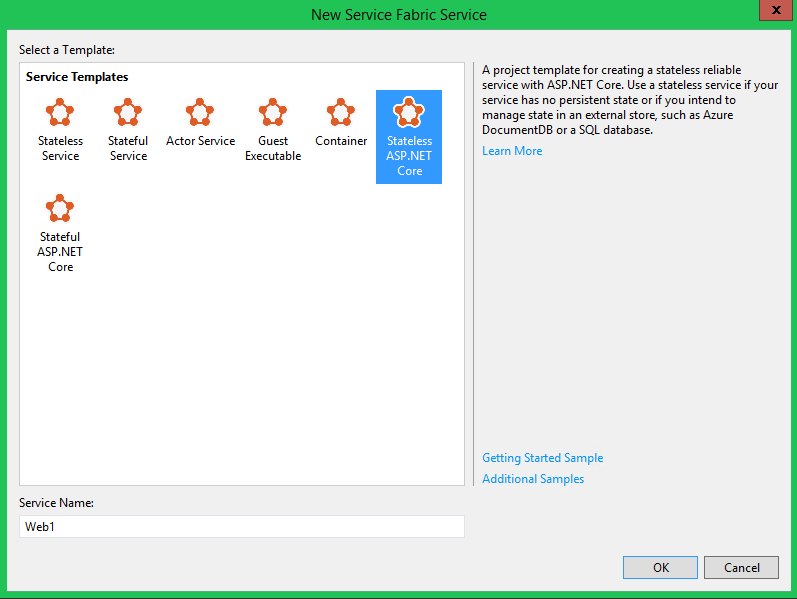 New Service Fabric Service
x
Select a Template:
Service Templates
Stateless
Service
Stateful
Service
Actor Service
Guest
Executable
Container
Stateless
ASP.NET
Core
Stateful
ASP.NET
Core
A project template for creating a stateless reliable
service with ASP.NET Core. Use a stateless service if your
service has no persistent state or if you intend to
manage state in an external store, such as Azure
DocumentDB or a SQL database.
Learn More
Getting Started Sample
Additional Samples
Service Name:
Web1
OK
Cancel